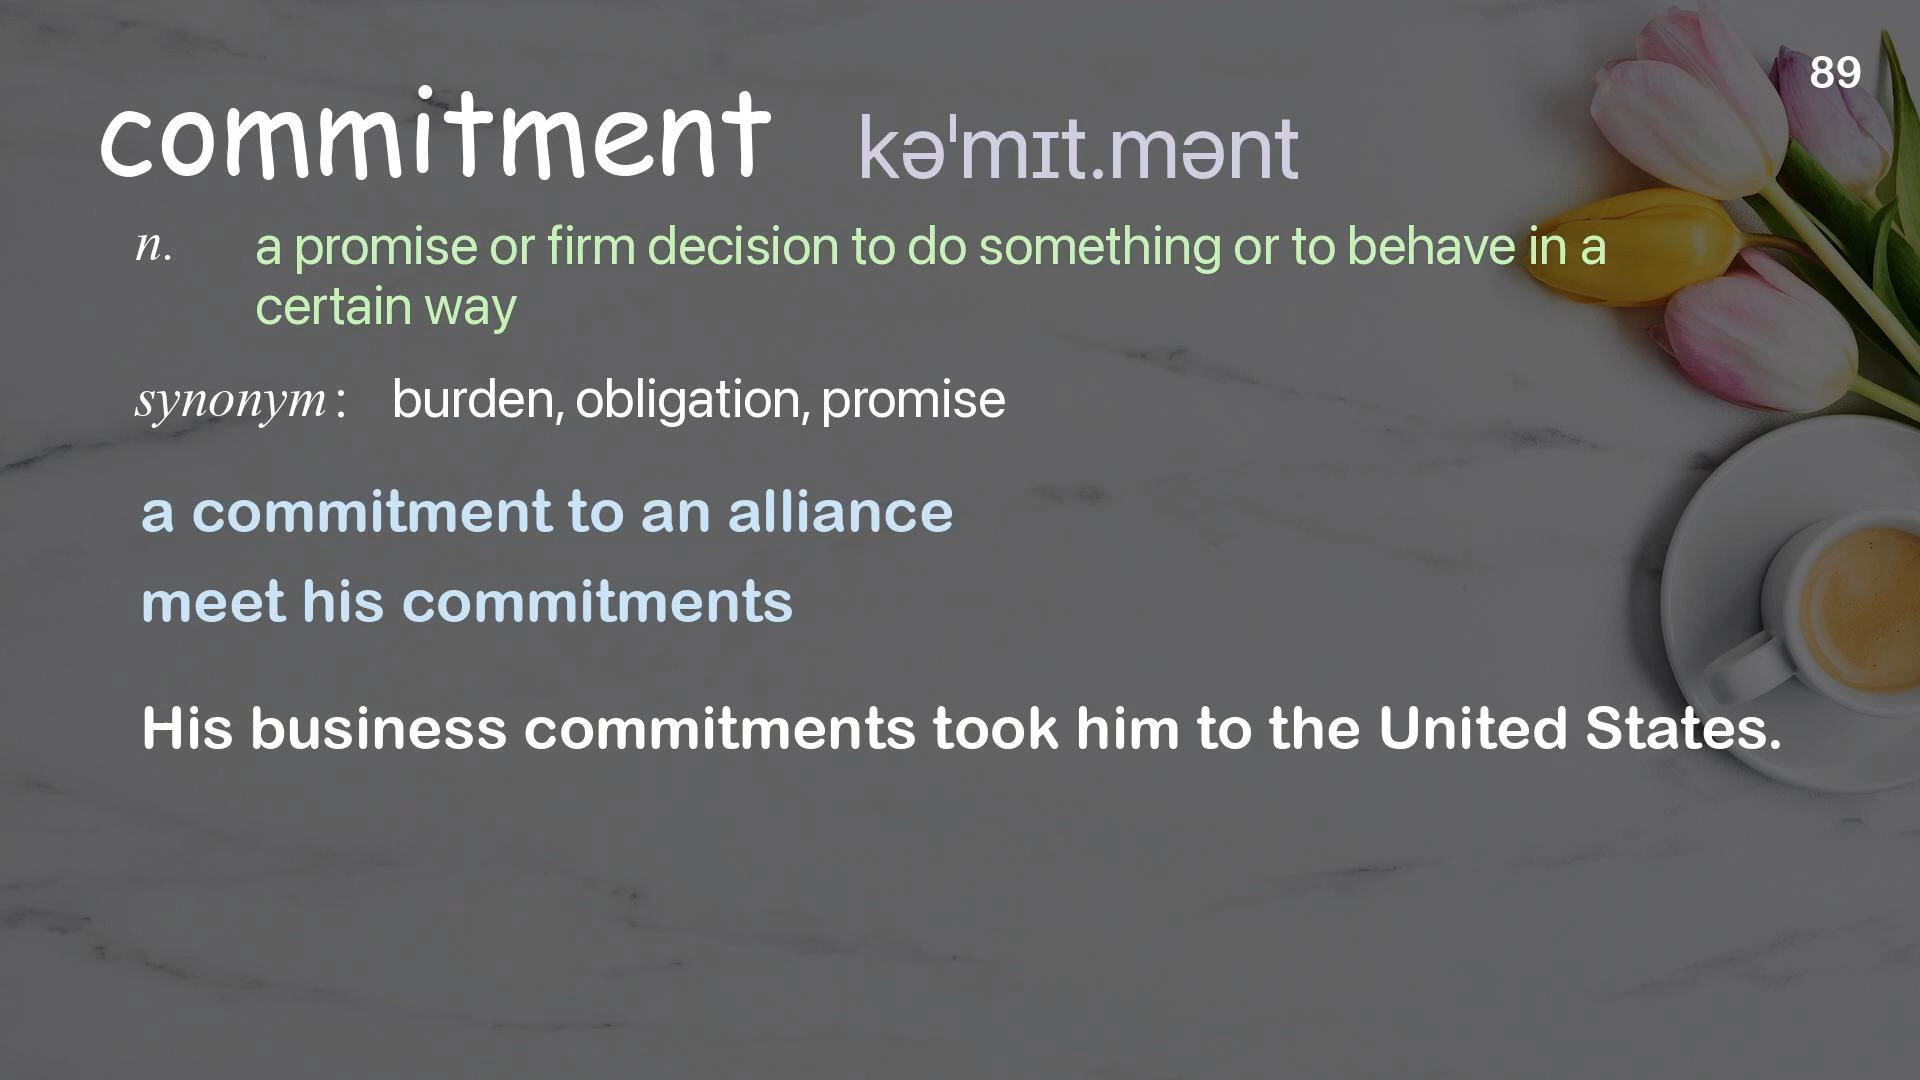 89
commitment kəˈmɪt.mənt
n. a promise or firm decision to do something or to behave in a
certain way
synonym : burden, obligation, promise
a commitment to an alliance
meet his commitments
His business commitments took him to the United States.